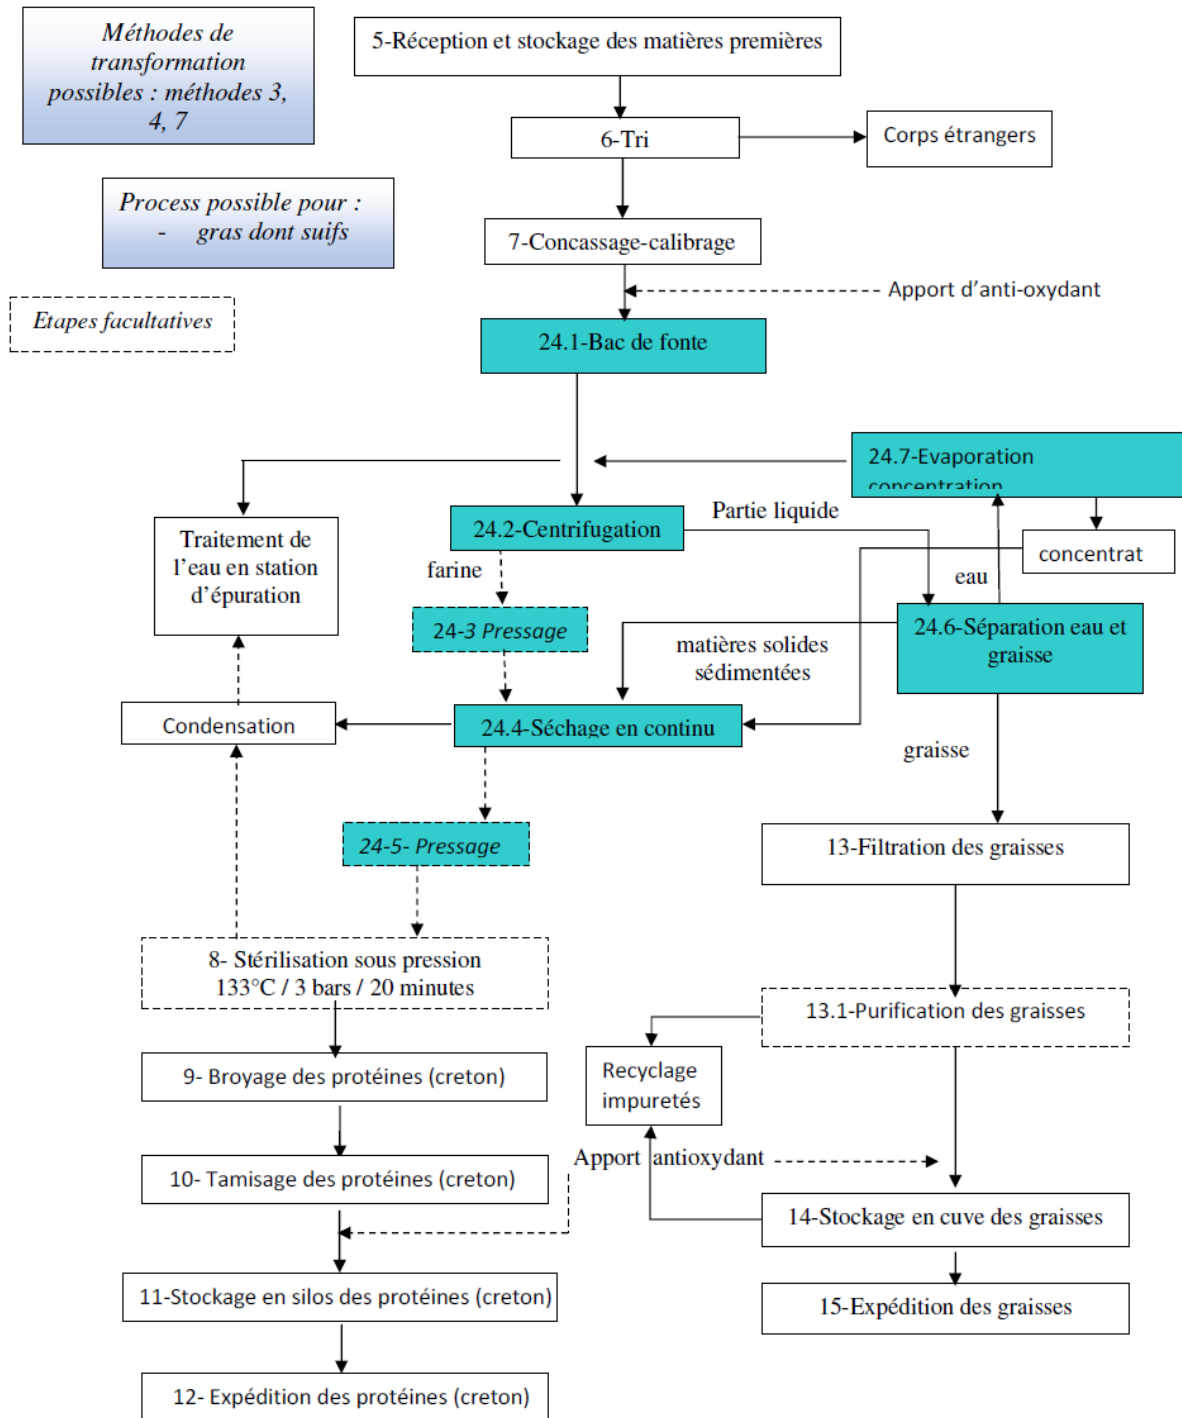 Méthodes de
transformation
possibles : méthodes 3,
4, 7
5-Réception et stockage des matières premières
6-Tri
Corps étrangers
Process possible pour :
- gras dont suifs
7-Concassage-calibrage
Apport d'anti-oxydant
Etapes facultatives
24.1-Bac de fonte
24.7-Evaporation
concentration
Partie liquide
24.2-Centrifugation
Traitement de
l'eau en station
d'épuration
concentrat
farine
eau
24-3 Pressage
24.6-Séparation eau et
graisse
matières solides
sédimentées
Condensation
24.4-Séchage en continu
graisse
24-5- Pressage
13-Filtration des graisses
8- Stérilisation sous pression
133°C / 3 bars / 20 minutes
13.1-Purification des graisses
9- Broyage des protéines (creton)
Recyclage
impuretés
Apport antioxydant
10- Tamisage des protéines (creton)
14-Stockage en cuve des graisses
11-Stockage en silos des protéines (creton)
15-Expédition des graisses
12- Expédition des protéines (creton)